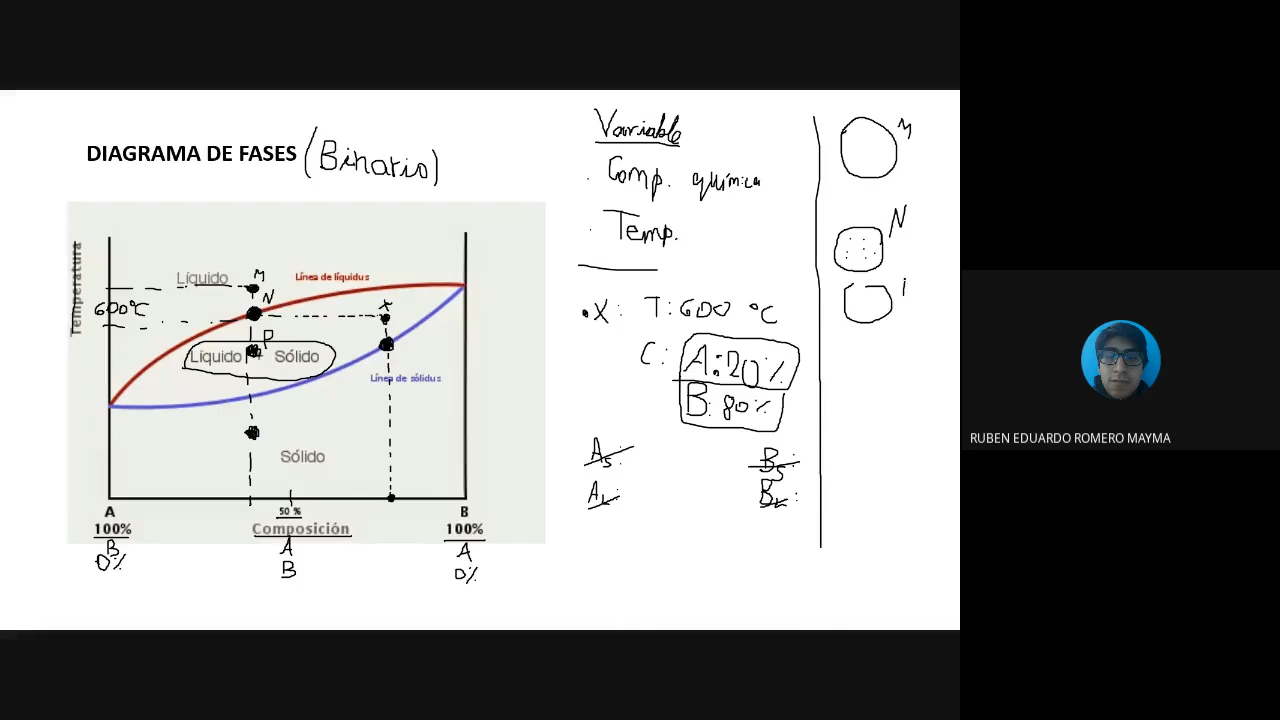 DIAGRAMA DE FASES (Binario)
Temperatura
Líquido
M
Línea de líquidus
N
600°C
X
P
Líquido + Sólido
Línea de sólidus
Sólido
A
50 %
B
100%
Composición
100%
B
A
A
0%
B
0%
Variable
. Comp. química
. Temp.
.X: T: 600 °C
C: A: 20%
B: 80%
As:
Bs:
AL:
BL:
M
N
RUBEN EDUARDO ROMERO MAYMA